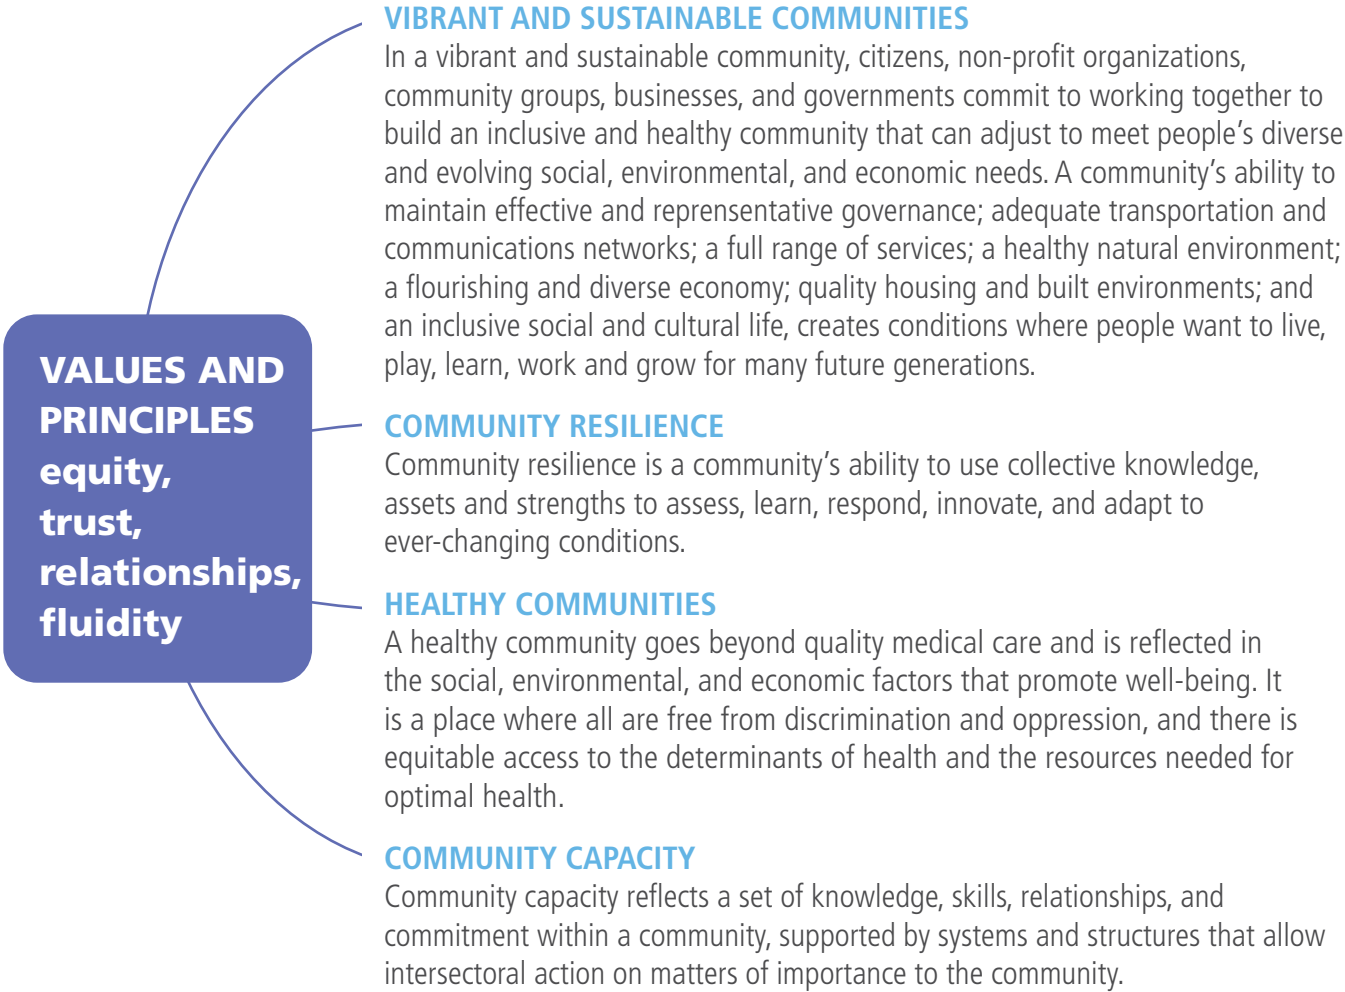 VIBRANT AND SUSTAINABLE COMMUNITIES
In a vibrant and sustainable community, citizens, non-profit organizations,
community groups, businesses, and governments commit to working together to
build an inclusive and healthy community that can adjust to meet people’s diverse
and evolving social, environmental, and economic needs. A community’s ability to
maintain effective and reprensentative governance; adequate transportation and
communications networks; a full range of services; a healthy natural environment;
a flourishing and diverse economy; quality housing and built environments; and
an inclusive social and cultural life, creates conditions where people want to live,
play, learn, work and grow for many future generations.
VALUES AND
PRINCIPLES
equity,
trust,
relationships,
fluidity
COMMUNITY RESILIENCE
Community resilience is a community’s ability to use collective knowledge,
assets and strengths to assess, learn, respond, innovate, and adapt to
ever-changing conditions.
HEALTHY COMMUNITIES
A healthy community goes beyond quality medical care and is reflected in
the social, environmental, and economic factors that promote well-being. It
is a place where all are free from discrimination and oppression, and there is
equitable access to the determinants of health and the resources needed for
optimal health.
COMMUNITY CAPACITY
Community capacity reflects a set of knowledge, skills, relationships, and
commitment within a community, supported by systems and structures that allow
intersectoral action on matters of importance to the community.